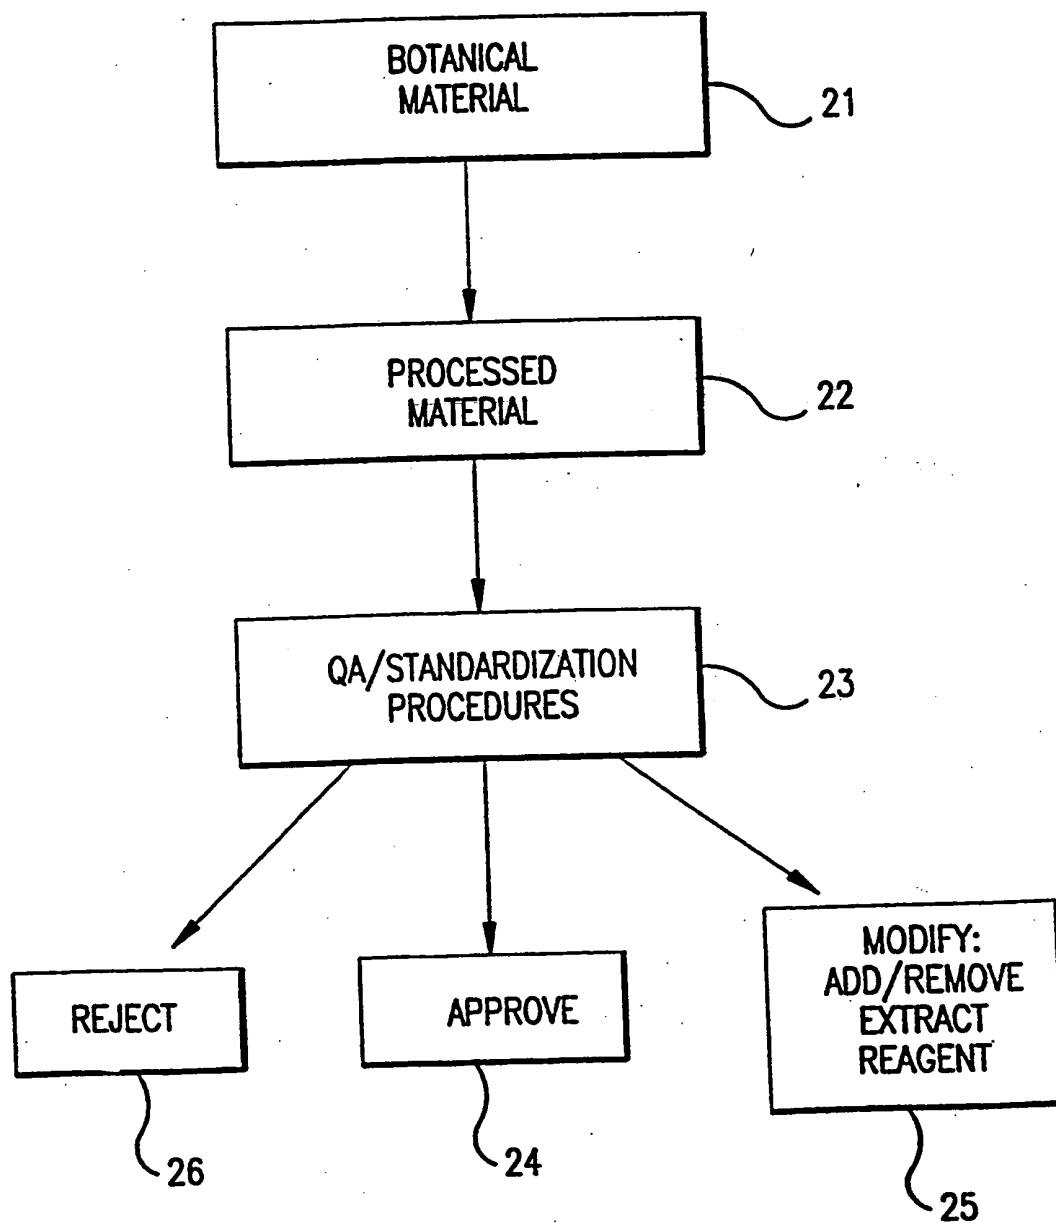 BOTANICAL
MATERIAL
21
PROCESSED
MATERIAL
22
QA/STANDARDIZATION
PROCEDURES
23
REJECT
26
APPROVE
24
MODIFY:
ADD/REMOVE
EXTRACT
REAGENT
25